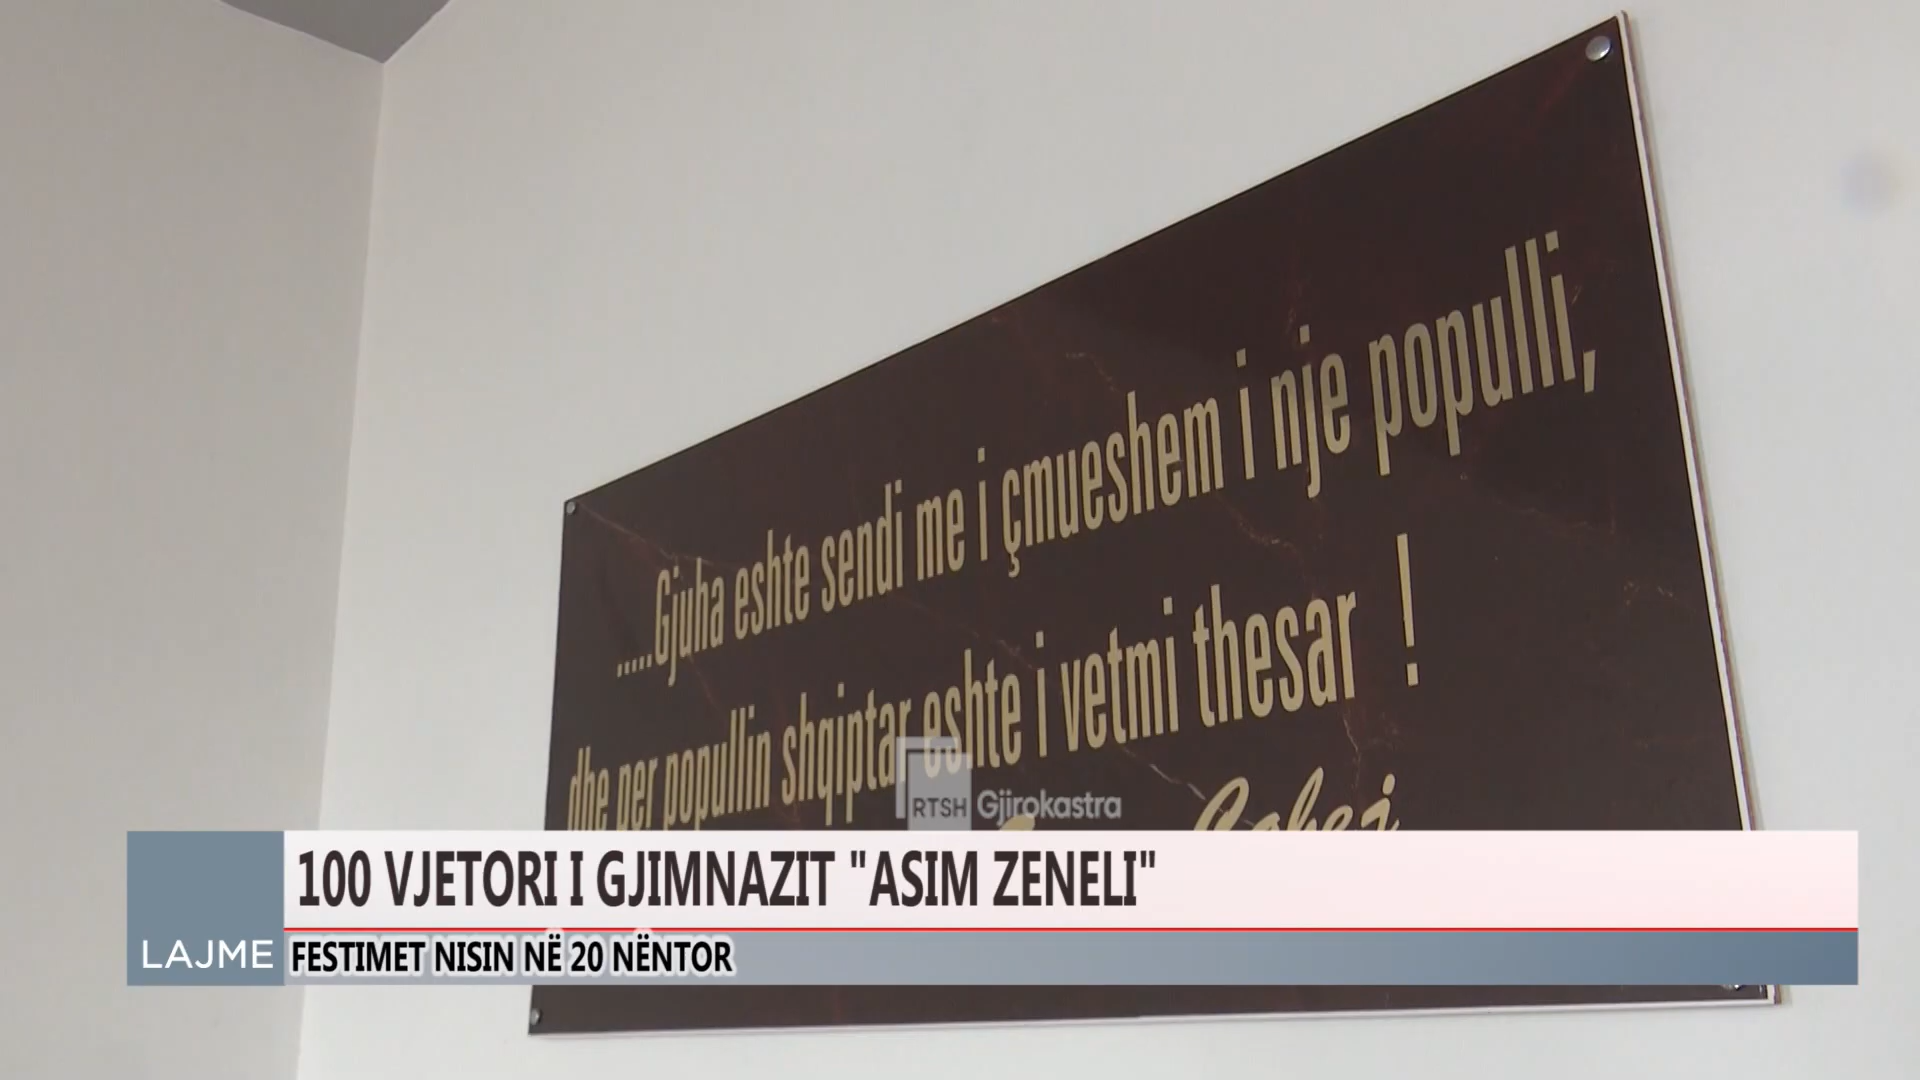 .....Gjuha eshte sendi me i çmueshem i nje populli,
dhe per popullin shqiptar eshte i vetmi thesar !
RTSH Gjirokastra
100 VJETORI I GJIMNAZIT "ASIM ZENELI"
LAJME
FESTIMET NISIN NË 20 NËNTOR